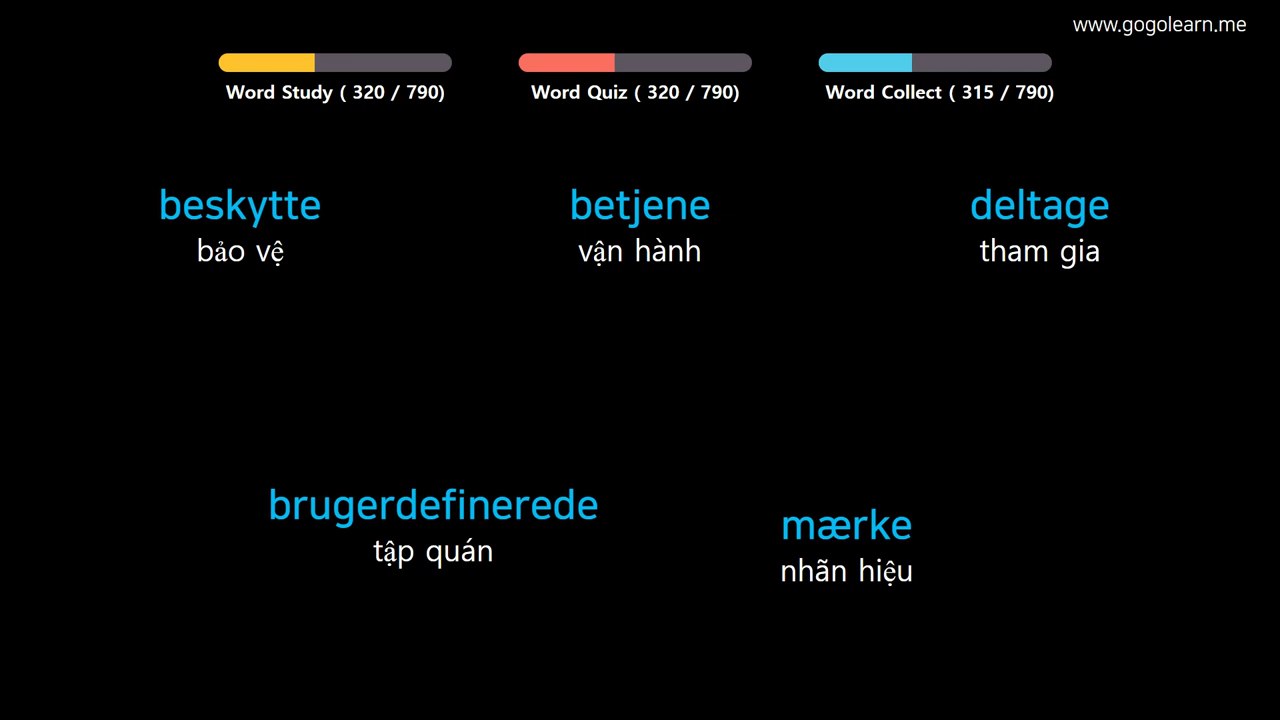 www.gogolearn.me
Word Study ( 320 / 790)
Word Quiz ( 320 / 790)
Word Collect ( 315 / 790)
beskytte
bảo vệ
betjene
vận hành
deltage
tham gia
brugerdefinerede
tập quán
mærke
nhãn hiệu